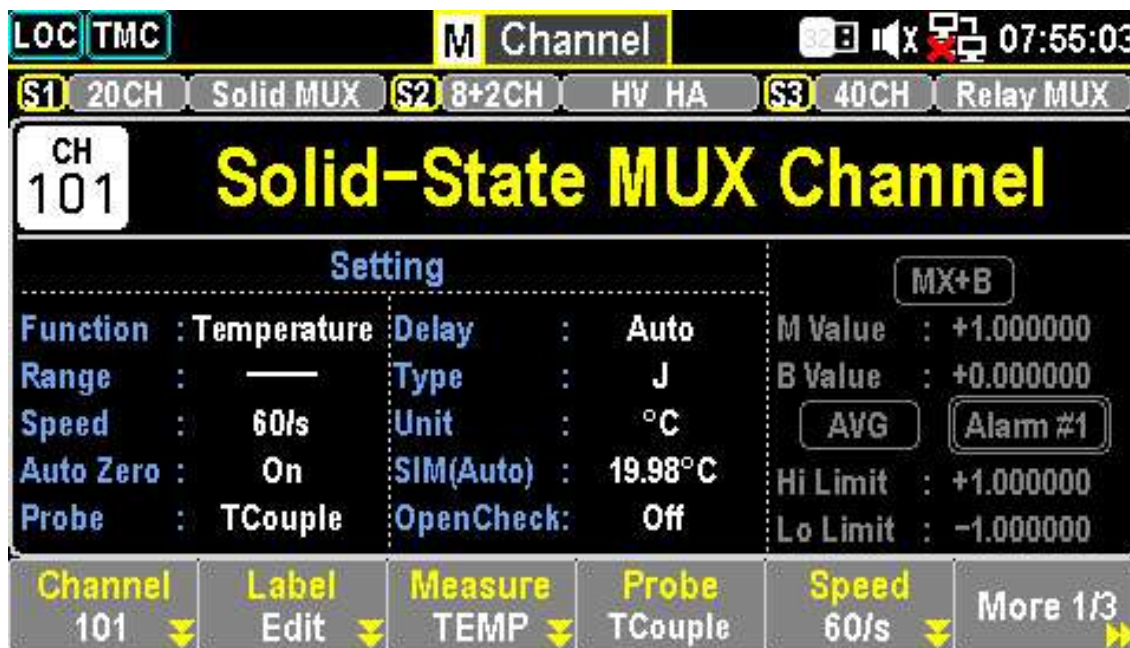 LOC TMC M Channel 32 07:55:03
S1 20CH Solid MUX S2 8+2CH HV HA S3 40CH Relay MUX
CH
101
Solid-State MUX Channel
Setting
Function : Temperature
Range : ——
Speed : 60/s
Auto Zero : On
Probe : TCouple
Delay : Auto
Type : J
Unit : °C
SIM(Auto) : 19.98°C
OpenCheck: Off
MX+B
M Value : +1.000000
B Value : +0.000000
AVG Alarm #1
Hi Limit : +1.000000
Lo Limit : -1.000000
Channel
101
Label
Edit
Measure
TEMP
Probe
TCouple
Speed
60/s
More 1/3